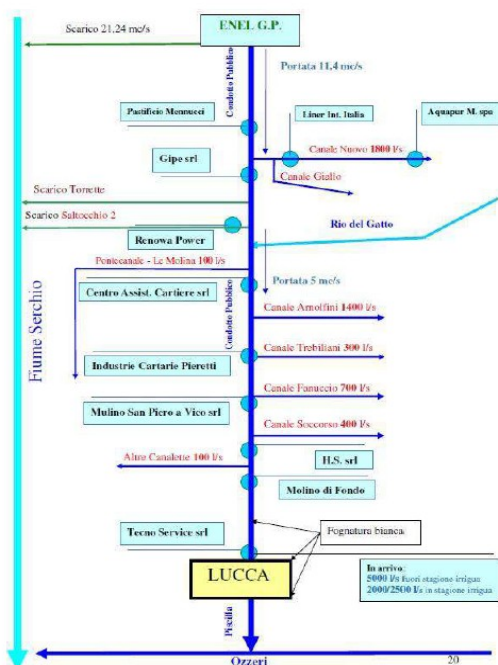 ENEL G.P.
Scarico 21,24 mc/s
Condotto Pubblico
Portata 11,4 mc/s
Pastificio Mennucci
Liner Int. Italia
Aquapur M. spa
Canale Nuovo 1800 l/s
Gipe srl
Canale Giallo
Scarico Torrette
Scarico Saltocchio 2
Rio del Gatto
Renowa Power
Pontecanale - Le Molina 100 l/s
Portata 5 mc/s
Centro Assist. Cartiere srl
Fiume Serchio
Condotto Pubblico
Canale Arnolfini 1400 l/s
Canale Trebiliani 300 l/s
Industrie Cartarie Pieretti
Canale Fanuccio 700 l/s
Mulino San Piero a Vico srl
Canale Soccorso 400 l/s
Altre Canalette 100 l/s
H.S. srl
Molino di Fondo
Tecno Service srl
Fognatura bianca
LUCCA
In arrivo:
5000 l/s fuori stagione irrigua
2000/2500 l/s in stagione irrigua
Piscilla
Ozzeri
20